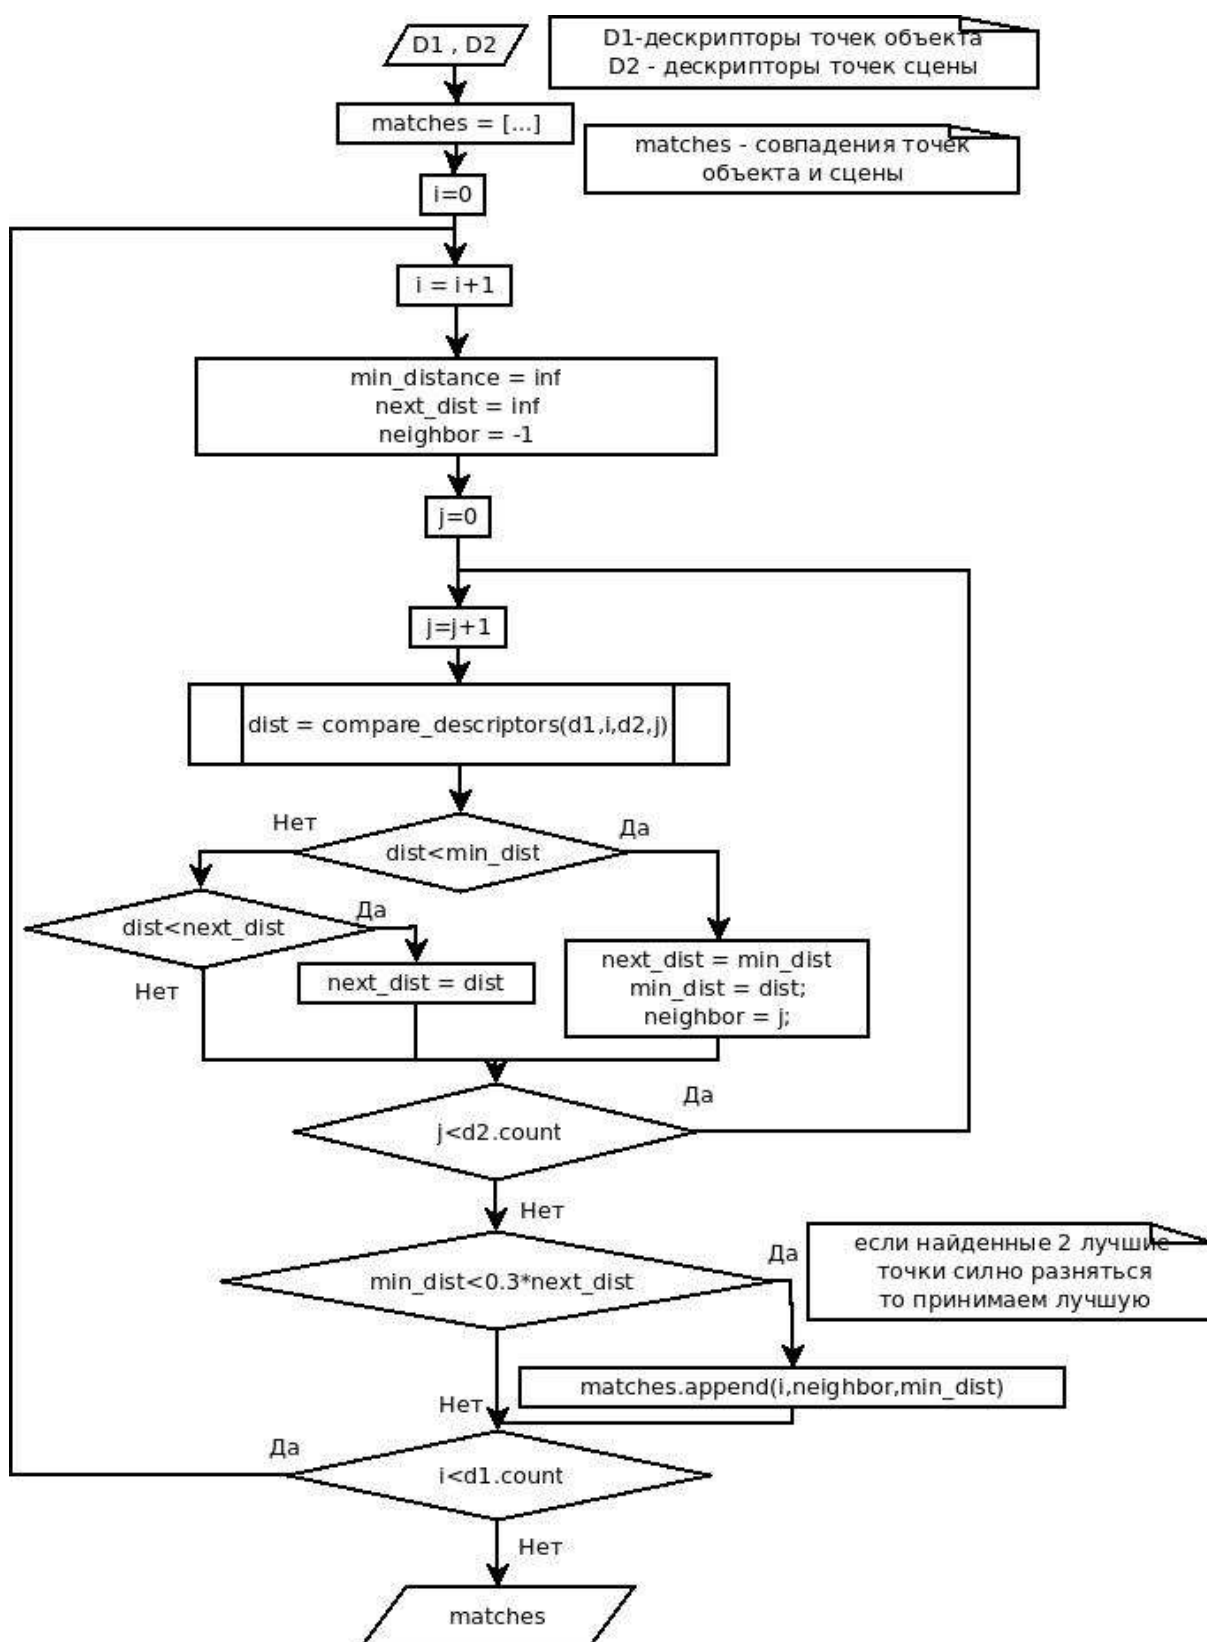 D1 , D2
D1-дескрипторы точек объекта
D2 - дескрипторы точек сцены
matches = [...]
matches - совпадения точек
объекта и сцены
i=0
i = i+1
min_distance = inf
next_dist = inf
neighbor = -1
j=0
j=j+1
dist = compare_descriptors(d1,i,d2,j)
Нет
Да
dist<min_dist
Да
dist<next_dist
Нет
next_dist = dist
next_dist = min_dist
min_dist = dist;
neighbor = j;
Да
j<d2.count
Нет
Да
min_dist<0.3*next_dist
если найденные 2 лучшие
точки силно разняться
то принимаем лучшую
matches.append(i,neighbor,min_dist)
Нет
Да
i<d1.count
Нет
matches